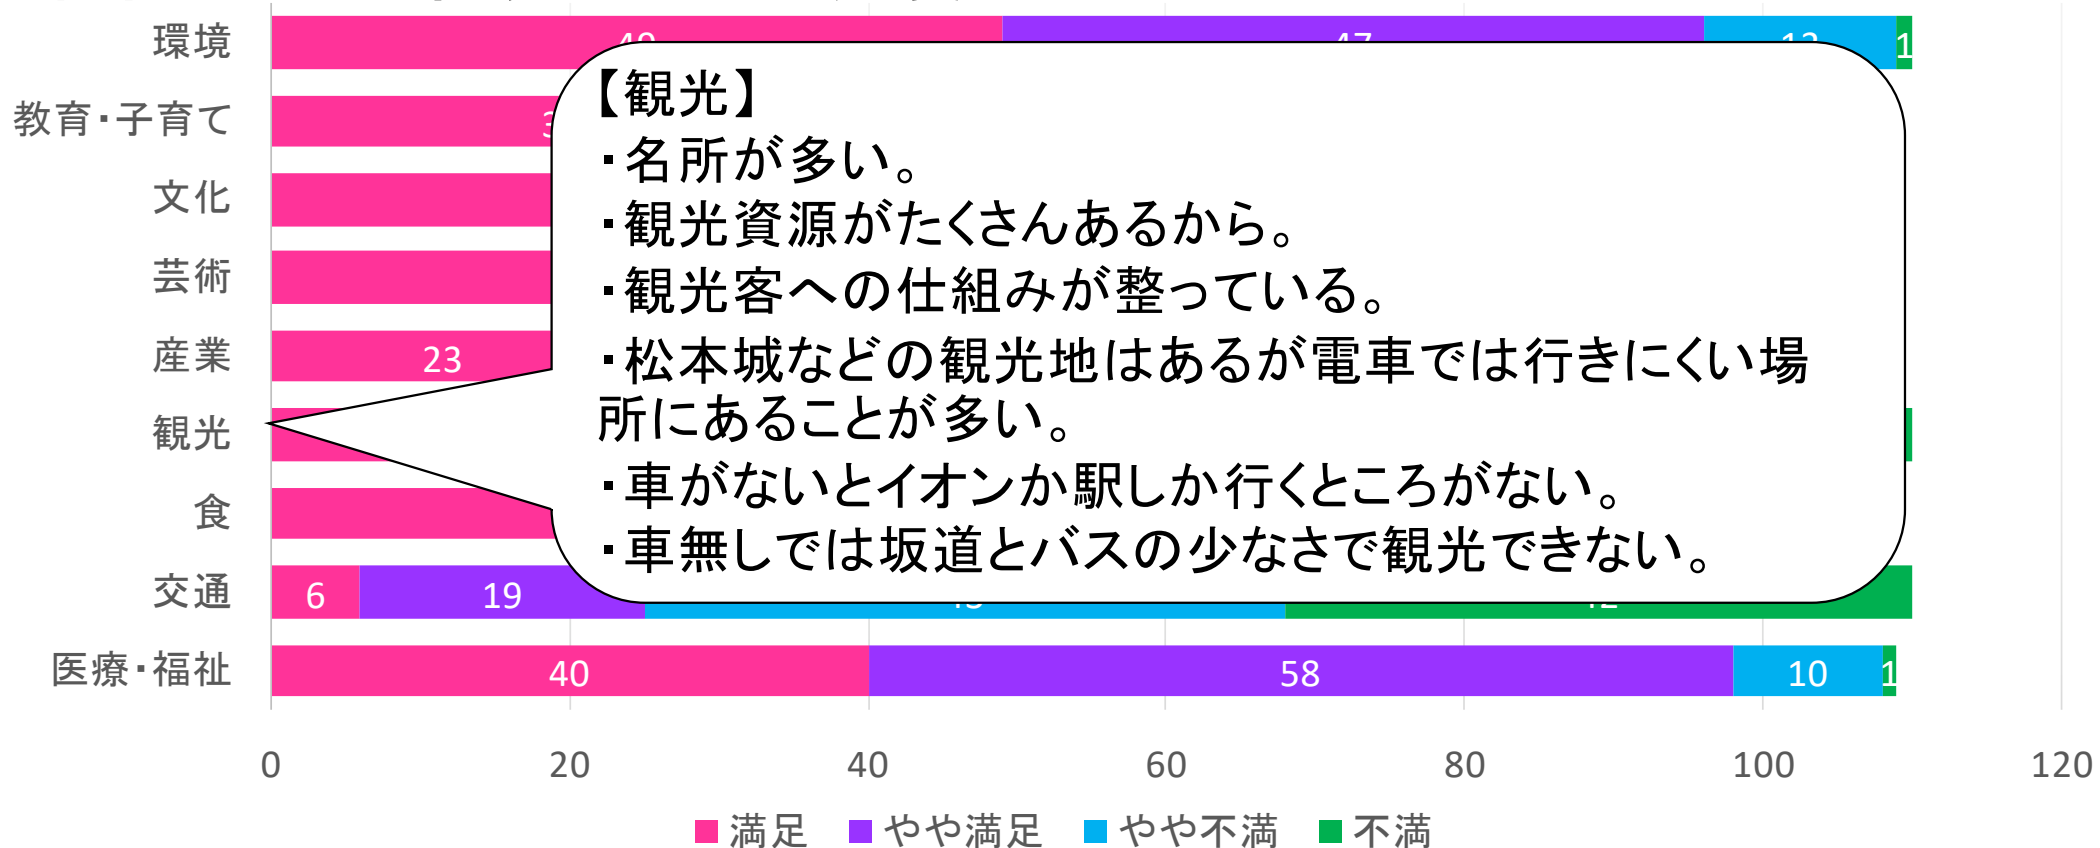 環境
49 47 13 1
教育・子育て
文化
芸術
産業
23
観光
食
交通
6 19 43 42
医療・福祉
40 58 10 1
【観光】
・名所が多い。
・観光資源がたくさんあるから。
・観光客への仕組みが整っている。
・松本城などの観光地はあるが電車では行きにくい場
所にあることが多い。
・車がないとイオンか駅しか行くところがない。
・車無しでは坂道とバスの少なさで観光できない。
0 20 40 60 80 100 120
満足 やや満足 やや不満 不満